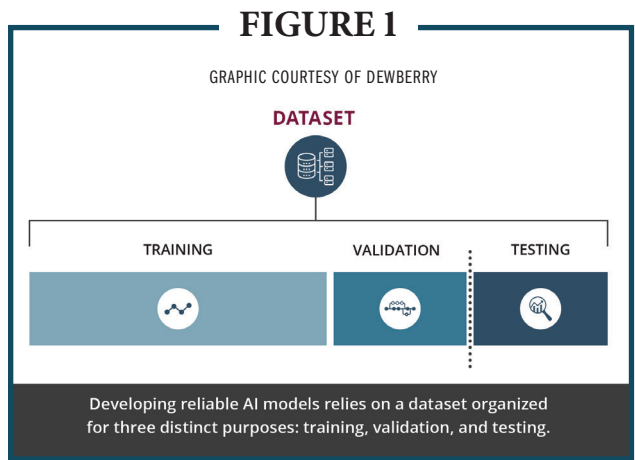 FIGURE 1
GRAPHIC COURTESY OF DEWBERRY
DATASET
TRAINING
VALIDATION
TESTING
Developing reliable AI models relies on a dataset organized
for three distinct purposes: training, validation, and testing.